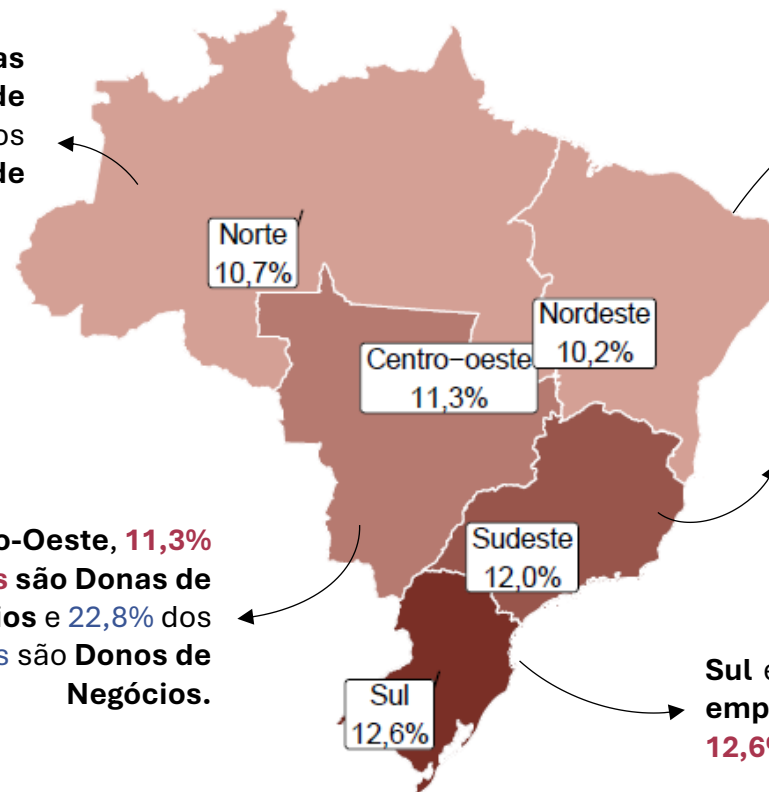 as
de
os
de
Norte
10,7%
Nordeste
10,2%
Centro-oeste
11,3%
Sudeste
12,0%
Sul
12,6%
o-Oeste, 11,3%
s são Donas de
ios e 22,8% dos
s são Donos de
Negócios.
Sul e
emp
12,6%